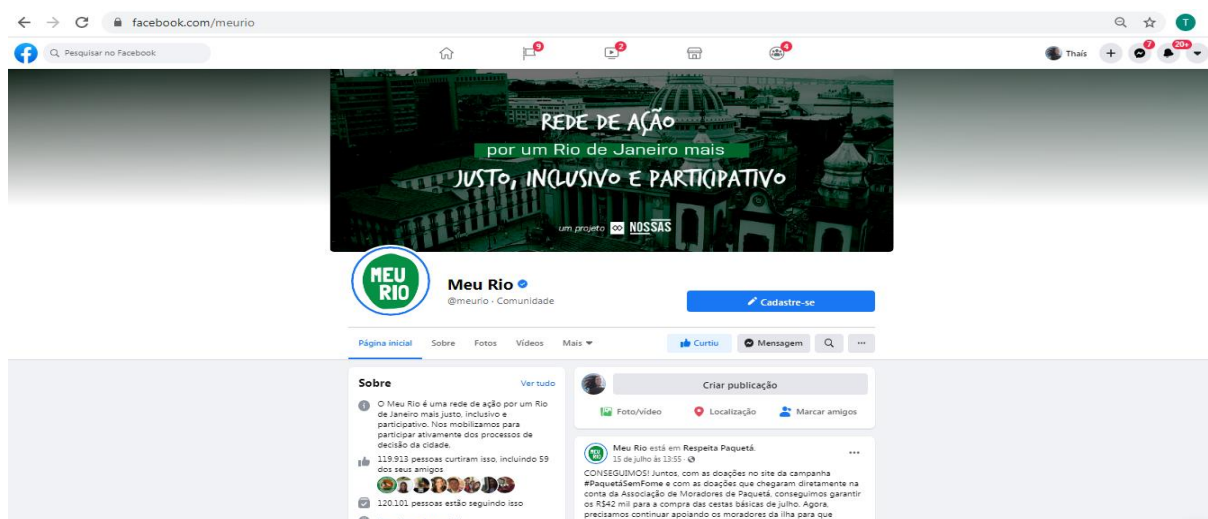 facebook.com/meurio
T
Pesquisar no Facebook
9
2
4
Thaís
7
20+
REDE DE AÇÃO
por um Rio de Janeiro mais
JUSTO, INCLUSIVO E PARTICIPATIVO
um projeto NOSSAS
MEU
RIO
Meu Rio
@meurio · Comunidade
Cadastre-se
Página inicial Sobre Fotos Vídeos Mais
Curtiu Mensagem
Sobre Ver tudo
O Meu Rio é uma rede de ação por um Rio
de Janeiro mais justo, inclusivo e
participativo. Nos mobilizamos para
participar ativamente dos processos de
decisão da cidade.
119.913 pessoas curtiram isso, incluindo 59
dos seus amigos
120.101 pessoas estão seguindo isso
Criar publicação
Foto/vídeo Localização Marcar amigos
Meu Rio está em Respeita Paquetá.
15 de julho às 13:55
CONSEGUIMOS! Juntos, com as doações no site da campanha
#PaquetáSemFome e com as doações que chegaram diretamente na
conta da Associação de Moradores de Paquetá, conseguimos garantir
os R$42 mil para a compra das cestas básicas de julho. Agora,
precisamos continuar apoiando os moradores da ilha para que